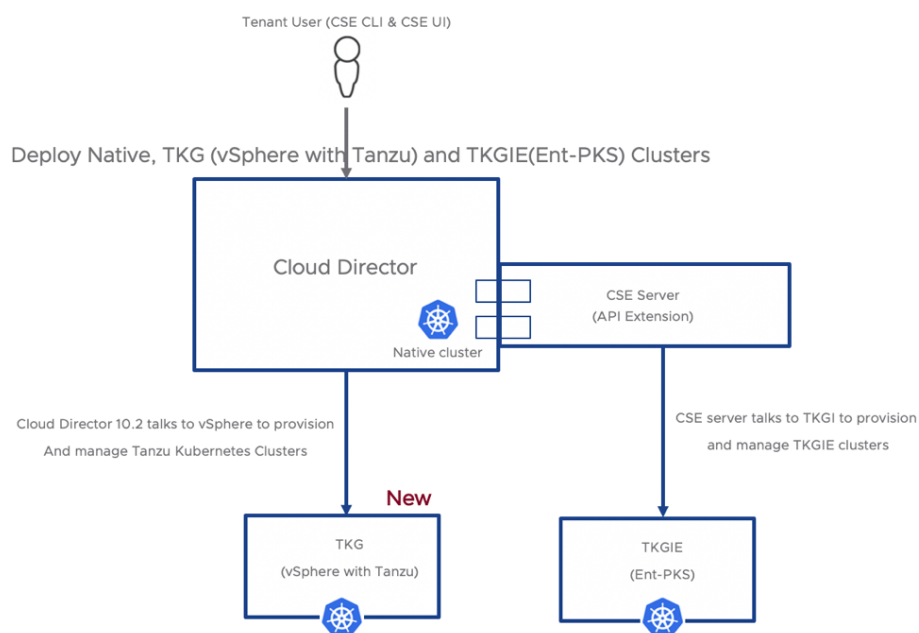 Tenant User (CSE CLI & CSE UI)
Deploy Native, TKG (vSphere with Tanzu) and TKGIE(Ent-PKS) Clusters
Cloud Director
CSE Server
(API Extension)
Native cluster
Cloud Director 10.2 talks to vSphere to provision
And manage Tanzu Kubernetes Clusters
CSE server talks to TKGI to provision
and manage TKGIE clusters
New
TKG
(vSphere with Tanzu)
TKGIE
(Ent-PKS)